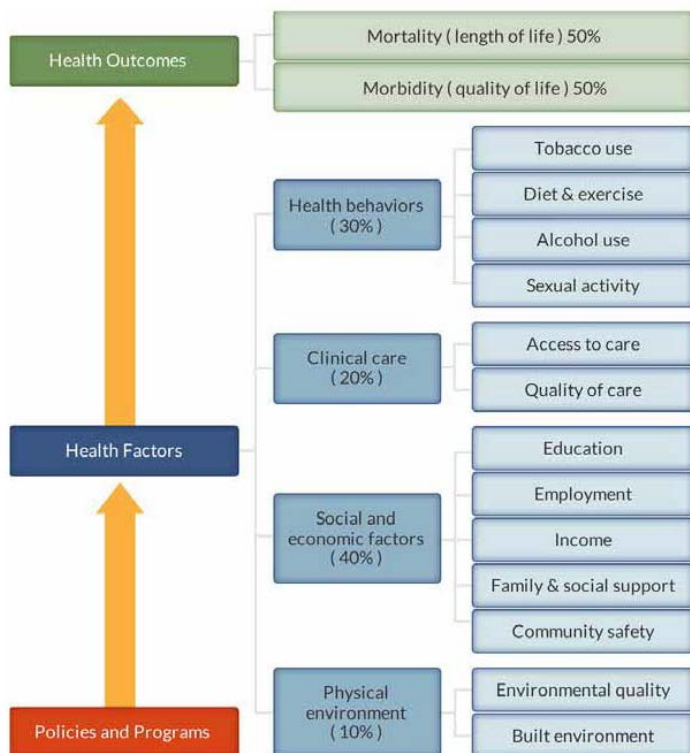 Health Outcomes
Mortality ( length of life ) 50%
Morbidity ( quality of life ) 50%
Health Factors
Health behaviors
( 30% )
Tobacco use
Diet & exercise
Alcohol use
Sexual activity
Clinical care
( 20% )
Access to care
Quality of care
Social and
economic factors
( 40% )
Education
Employment
Income
Family & social support
Community safety
Physical
environment
( 10% )
Environmental quality
Built environment
Policies and Programs